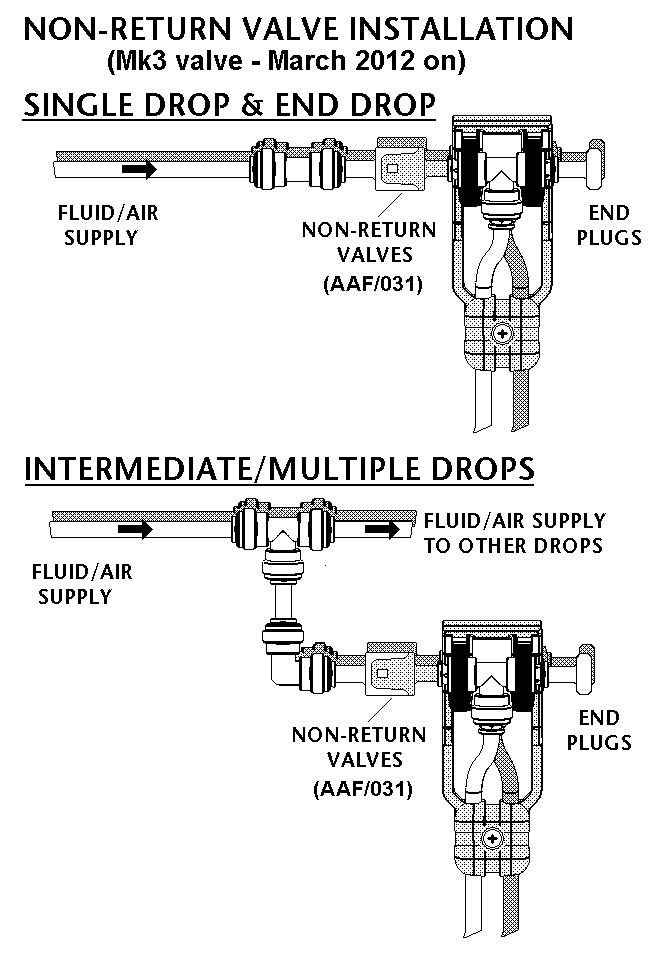 NON-RETURN VALVE INSTALLATION
(Mk3 valve - March 2012 on)
SINGLE DROP & END DROP
FLUID/AIR
SUPPLY
NON-RETURN
VALVES
(AAF/031)
END
PLUGS
INTERMEDIATE/MULTIPLE DROPS
FLUID/AIR SUPPLY
TO OTHER DROPS
FLUID/AIR
SUPPLY
NON-RETURN
VALVES
(AAF/031)
END
PLUGS